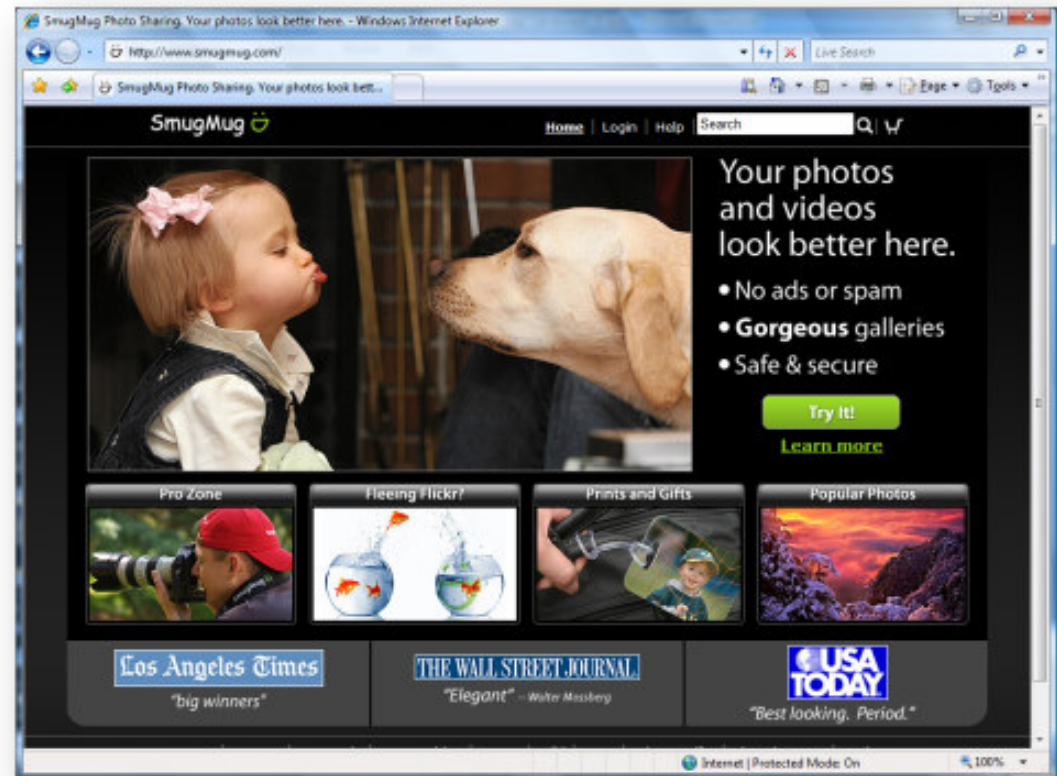 SmugMug Photo Sharing. Your photos look better here. - Windows Internet Explorer
http://www.smugmug.com/
Live Search
SmugMug Photo Sharing. Your photos look bett...
Page
Tools
SmugMug
Home | Login | Help
Search
Your photos
and videos
look better here.
No ads or spam
Gorgeous galleries
Safe & secure
Try It!
Learn more
Pro Zone
Fleeing Flickr?
Prints and Gifts
Popular Photos
Los Angeles Times
"big winners"
THE WALL STREET JOURNAL.
"Elegant" – Walter Mossberg
USA
TODAY
"Best looking. Period."
Internet | Protected Mode: On
100%